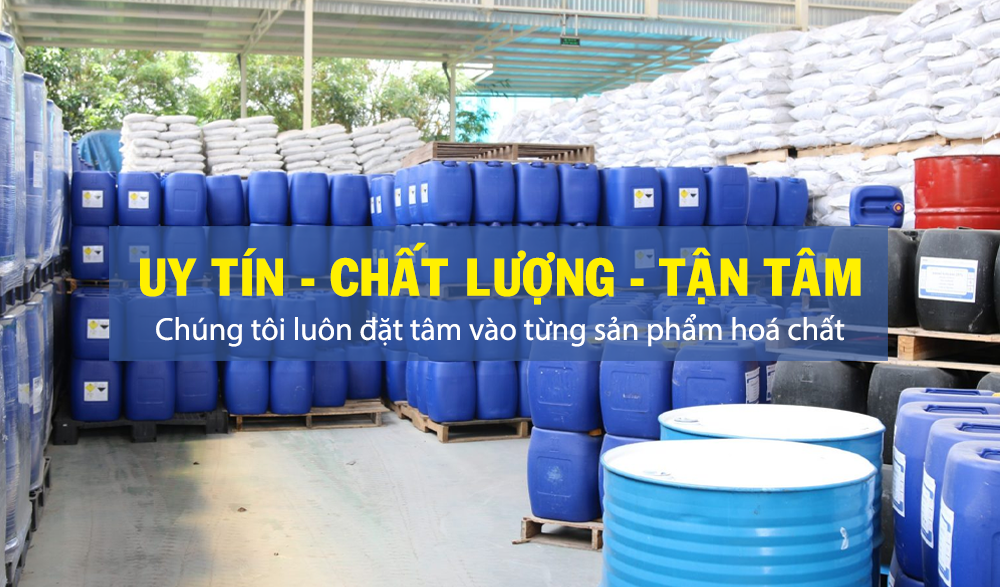 UY TÍN - CHẤT LƯỢNG - TẬN TÂM
Chúng tôi luôn đặt tâm vào từng sản phẩm hoá chất